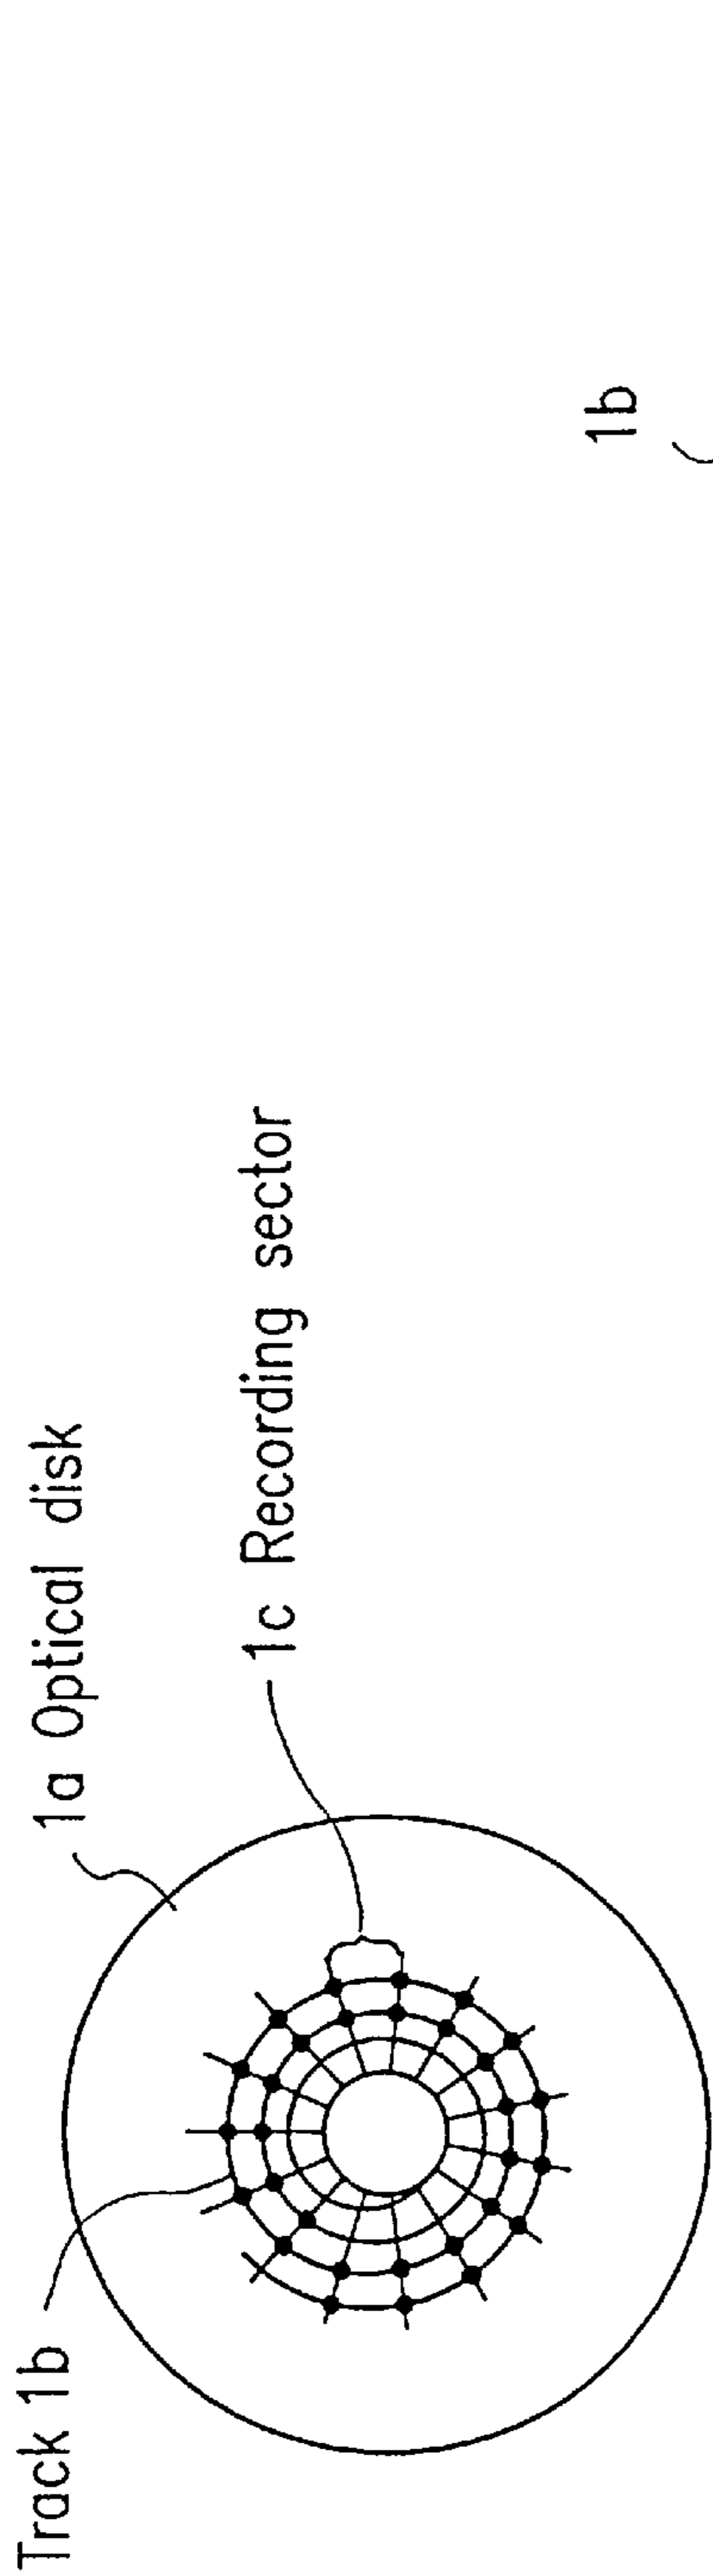 Track 1b
1a Optical disk
1c Recording sector
1b